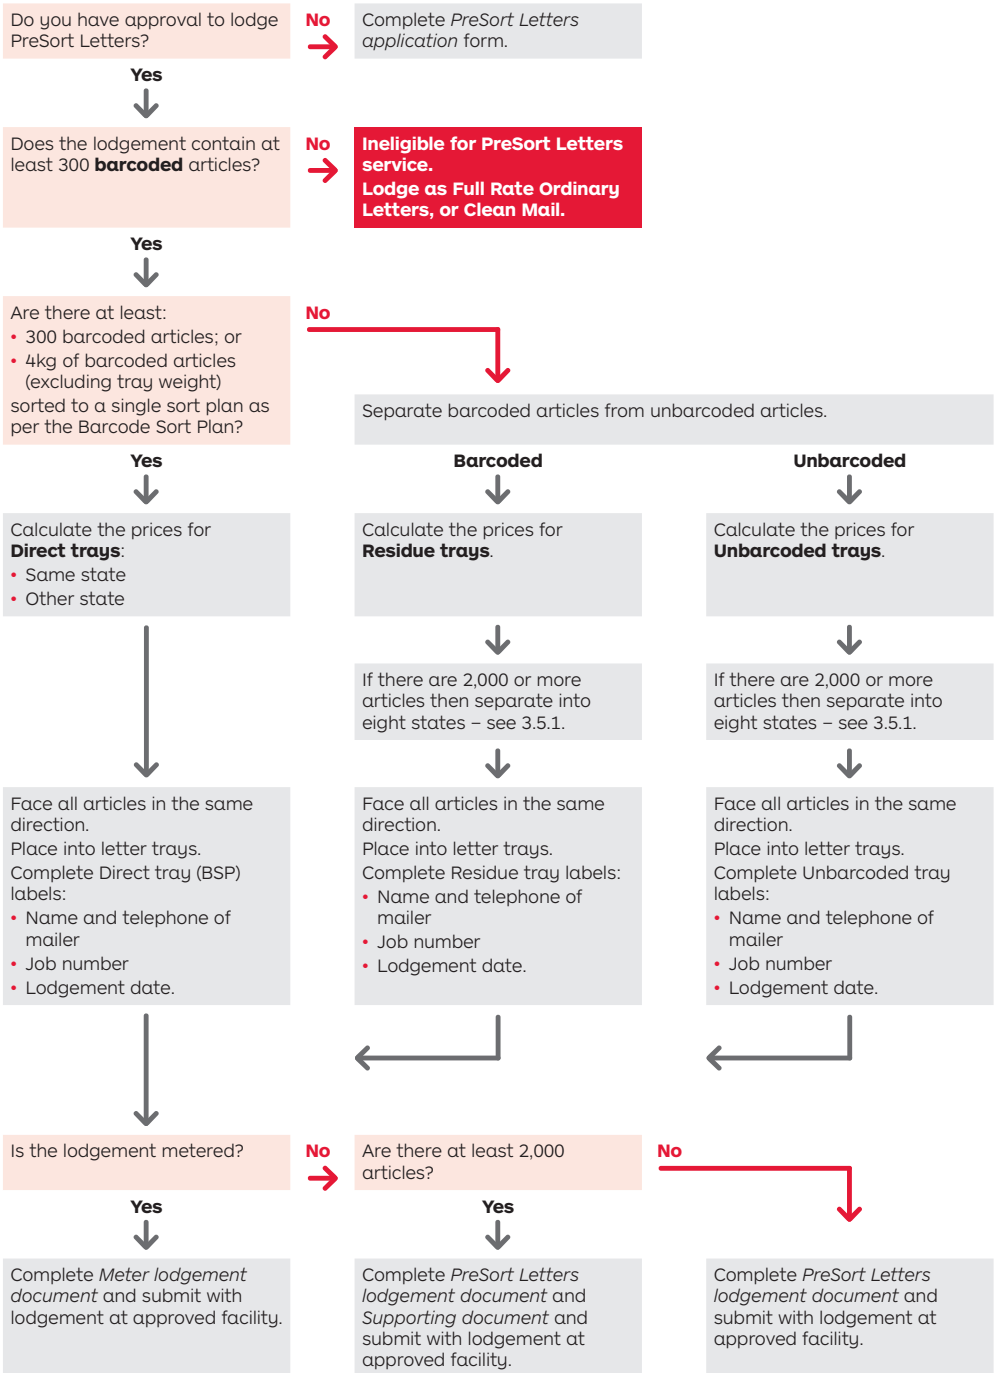 Do you have approval to lodge
PreSort Letters?
No
Complete PreSort Letters
application form.
Yes
Does the lodgement contain at
least 300 barcoded articles?
No
Ineligible for PreSort Letters
service.
Lodge as Full Rate Ordinary
Letters, or Clean Mail.
Yes
Are there at least:
• 300 barcoded articles; or
• 4kg of barcoded articles
(excluding tray weight)
sorted to a single sort plan as
per the Barcode Sort Plan?
No
Separate barcoded articles from unbarcoded articles.
Yes
Barcoded
Unbarcoded
Calculate the prices for
Direct trays:
• Same state
• Other state
Calculate the prices for
Residue trays.
Calculate the prices for
Unbarcoded trays.
If there are 2,000 or more
articles then separate into
eight states – see 3.5.1.
If there are 2,000 or more
articles then separate into
eight states – see 3.5.1.
Face all articles in the same
direction.
Place into letter trays.
Complete Direct tray (BSP)
labels:
• Name and telephone of
mailer
• Job number
• Lodgement date.
Face all articles in the same
direction.
Place into letter trays.
Complete Residue tray labels:
• Name and telephone of
mailer
• Job number
• Lodgement date.
Face all articles in the same
direction.
Place into letter trays.
Complete Unbarcoded tray
labels:
• Name and telephone of
mailer
• Job number
• Lodgement date.
Is the lodgement metered?
No
Are there at least 2,000
articles?
No
Yes
Yes
Complete Meter lodgement
document and submit with
lodgement at approved facility.
Complete PreSort Letters
lodgement document and
Supporting document and
submit with lodgement at
approved facility.
Complete PreSort Letters
lodgement document and
submit with lodgement at
approved facility.